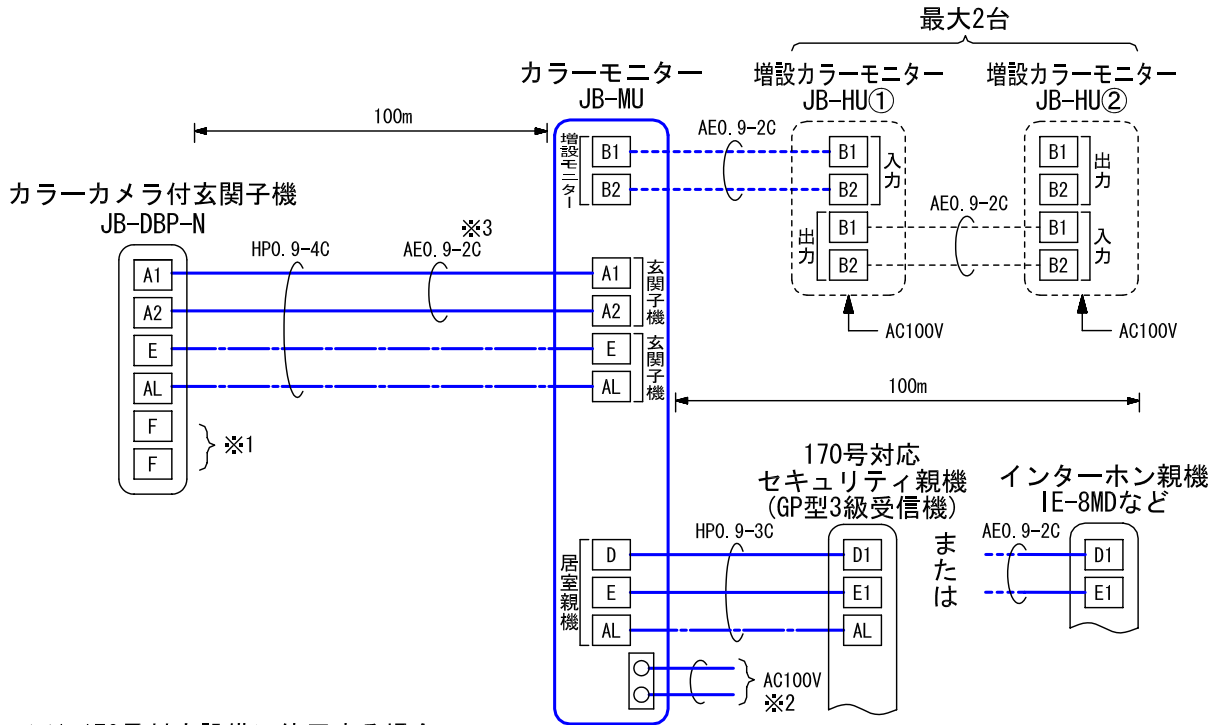 最大2台
カラーモニター
JB-MU
増設カラーモニター
JB-HU①
増設カラーモニター
JB-HU②
100m
カラーカメラ付玄関子機
JB-DBP-N
A1
A2
E
AL
F
F
※1
HP0.9-4C
※3
AE0.9-2C
増設モニター
B1
B2
玄関子機
A1
A2
玄関子機
E
AL
AE0.9-2C
B1
B2
入力
出力
B1
B2
AC100V
AE0.9-2C
B1
B2
出力
B1
B2
入力
AC100V
100m
居室親機
D
E
AL
HP0.9-3C
AC100V
※2
170号対応
セキュリティ親機
(GP型3級受信機)
D1
E1
AL
または
インターホン親機
IE-8MDなど
AE0.9-2C
D1
E1